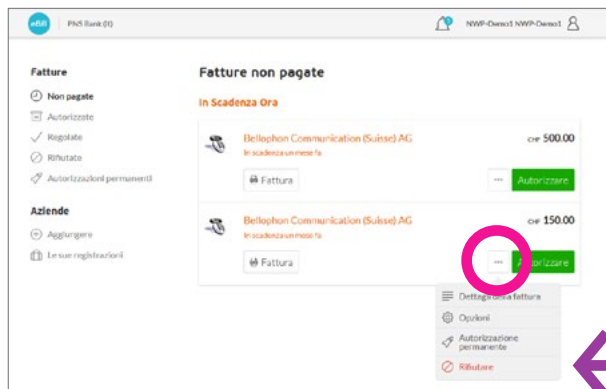 eBill
PNS Bank (it)
NWP-Demo1 NWP-Demo1
Fatture
Non pagate
Autorizzate
Regolate
Rifiutate
Autorizzazioni permanenti
Aziende
Aggiungere
Le sue registrazioni
Fatture non pagate
In Scadenza Ora
Bellophon Communication (Suisse) AG
CHF 500.00
In scadenza un mese fa
Fattura
... Autorizzare
Bellophon Communication (Suisse) AG
CHF 150.00
In scadenza un mese fa
Fattura
... Autorizzare
Dettagli della fattura
Opzioni
Autorizzazione
permanente
Rifiutare